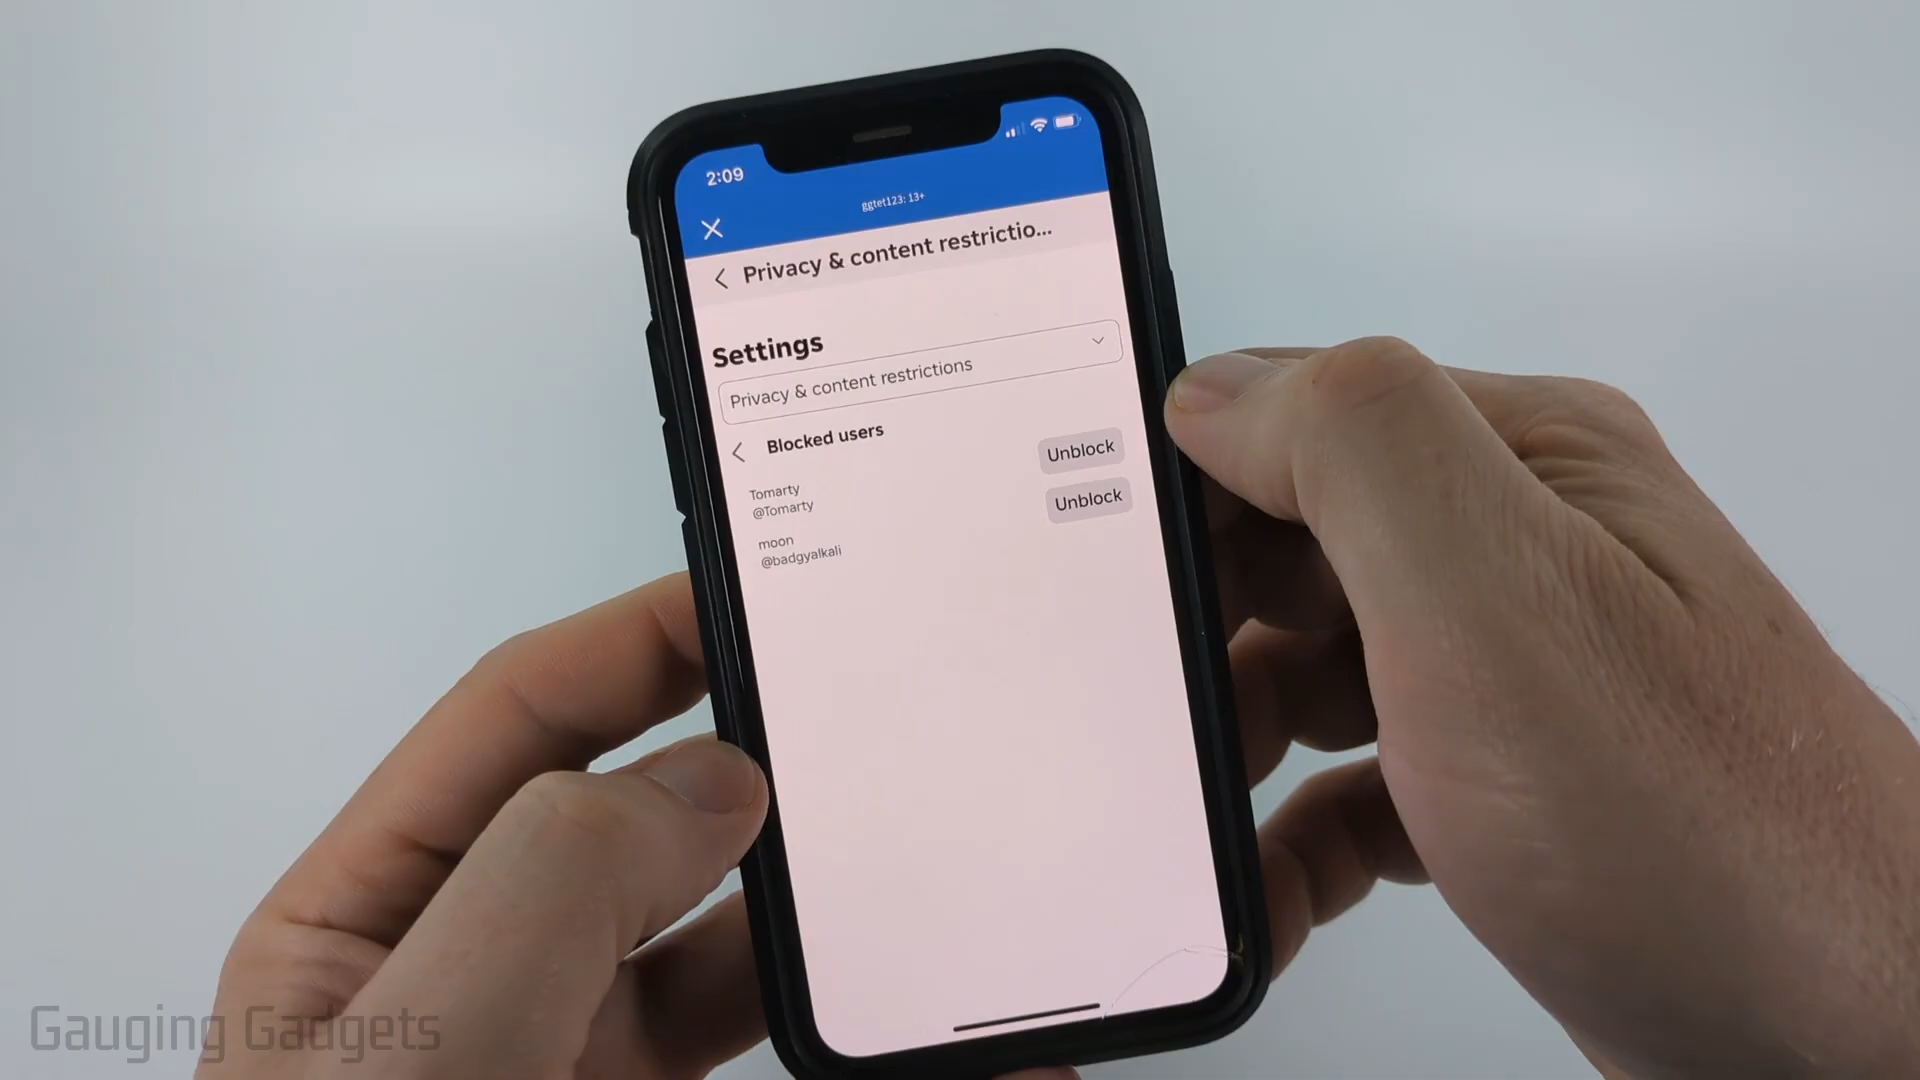 2:09
ggtet123: 13+
Privacy & content restrictio...
Settings
Privacy & content restrictions
Blocked users
Tomarty
@Tomarty
Unblock
moon
@badgyalkali
Unblock
Gauging Gadgets